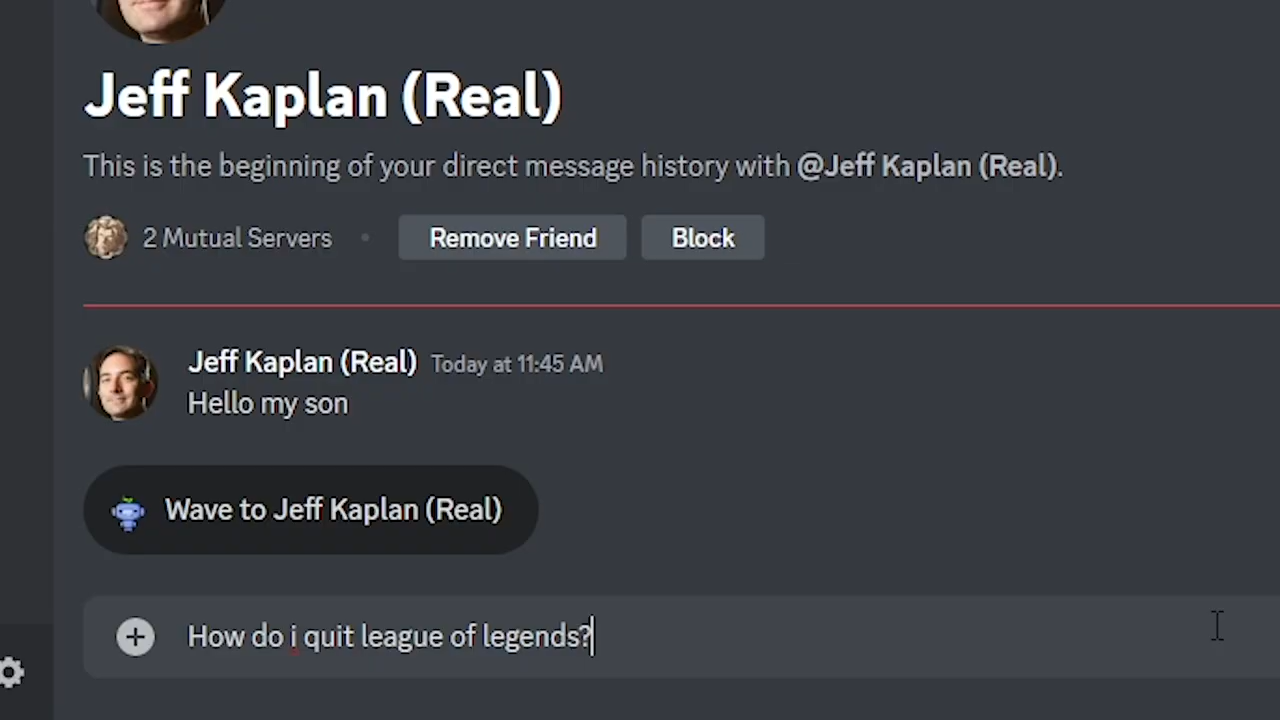 Jeff Kaplan (Real)
This is the beginning of your direct message history with @Jeff Kaplan (Real).
2 Mutual Servers • Remove Friend Block
Jeff Kaplan (Real) Today at 11:45 AM
Hello my son
Wave to Jeff Kaplan (Real)
How do i quit league of legends?